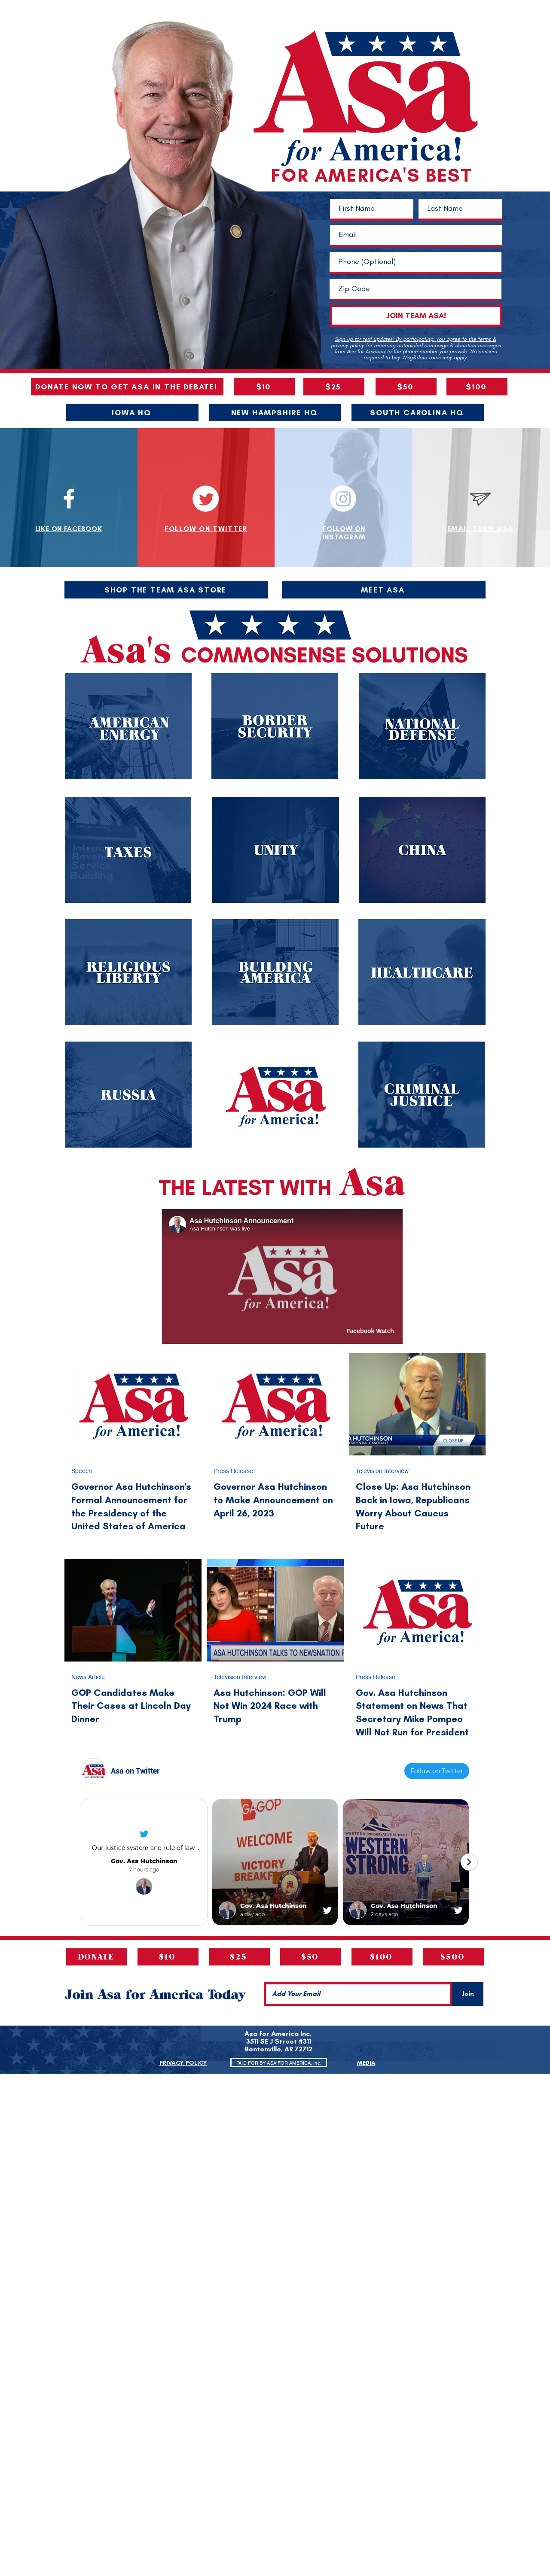 Asa
for America!
FOR AMERICA'S BEST
First Name
Last Name
Email
Phone (Optional)
Zip Code
JOIN TEAM ASA!
Sign up for text updates! By participating, you agree to the terms &
privacy policy for recurring autodialed campaign & donation messages
from Asa for America to the phone number you provide. No consent
required to buy. Msg&data rates may apply.
DONATE NOW TO GET ASA IN THE DEBATE!
$10
$25
$50
$100
IOWA HQ
NEW HAMPSHIRE HQ
SOUTH CAROLINA HQ
LIKE ON FACEBOOK
FOLLOW ON TWITTER
FOLLOW ON
INSTAGRAM
EMAIL TEAM ASA
SHOP THE TEAM ASA STORE
MEET ASA
Asa's COMMONSENSE SOLUTIONS
AMERICAN
ENERGY
BORDER
SECURITY
NATIONAL
DEFENSE
Internal
Revenue
Service
Building
TAXES
UNITY
CHINA
RELIGIOUS
LIBERTY
BUILDING
AMERICA
HEALTHCARE
RUSSIA
Asa
for America!
CRIMINAL
JUSTICE
THE LATEST WITH Asa
Asa Hutchinson Announcement
Asa Hutchinson was live
Asa
for America!
Facebook Watch
Asa
for America!
Asa
for America!
A HUTCHINSON
RESIDENTIAL CANDIDATE
CLOSE UP
Speech
Governor Asa Hutchinson's
Formal Announcement for
the Presidency of the
United States of America
Press Release
Governor Asa Hutchinson
to Make Announcement on
April 26, 2023
Television Interview
Close Up: Asa Hutchinson
Back in Iowa, Republicans
Worry About Caucus
Future
ASA HUTCHINSON TALKS TO NEWSNATION F
Asa
for America!
News Article
GOP Candidates Make
Their Cases at Lincoln Day
Dinner
Television Interview
Asa Hutchinson: GOP Will
Not Win 2024 Race with
Trump
Press Release
Gov. Asa Hutchinson
Statement on News That
Secretary Mike Pompeo
Will Not Run for President
Asa
for America!
Asa on Twitter
Follow on Twitter
Our justice system and rule of law ..
Gov. Asa Hutchinson
7 hours ago
GAGOP
WELCOME
VICTORY
BREAKF
Gov. Asa Hutchinson
a day ago
WESTERN
STRONG
Gov. Asa Hutchinson
2 days ago
DONATE
$10
$25
$50
$100
$500
Join Asa for America Today
Add Your Email
Join
Asa for America Inc.
3511 SE J Street #311
Bentonville, AR 72712
PRIVACY POLICY
PAID FOR BY ASA FOR AMERICA, Inc.
MEDIA